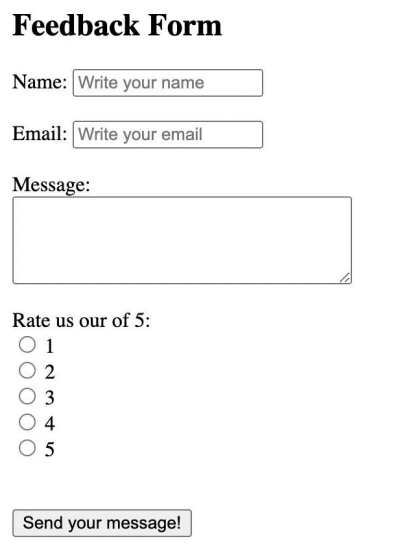 Feedback Form
Name: Write your name
Email: Write your email
Message:
Rate us our of 5:
1
2
3
4
5
Send your message!